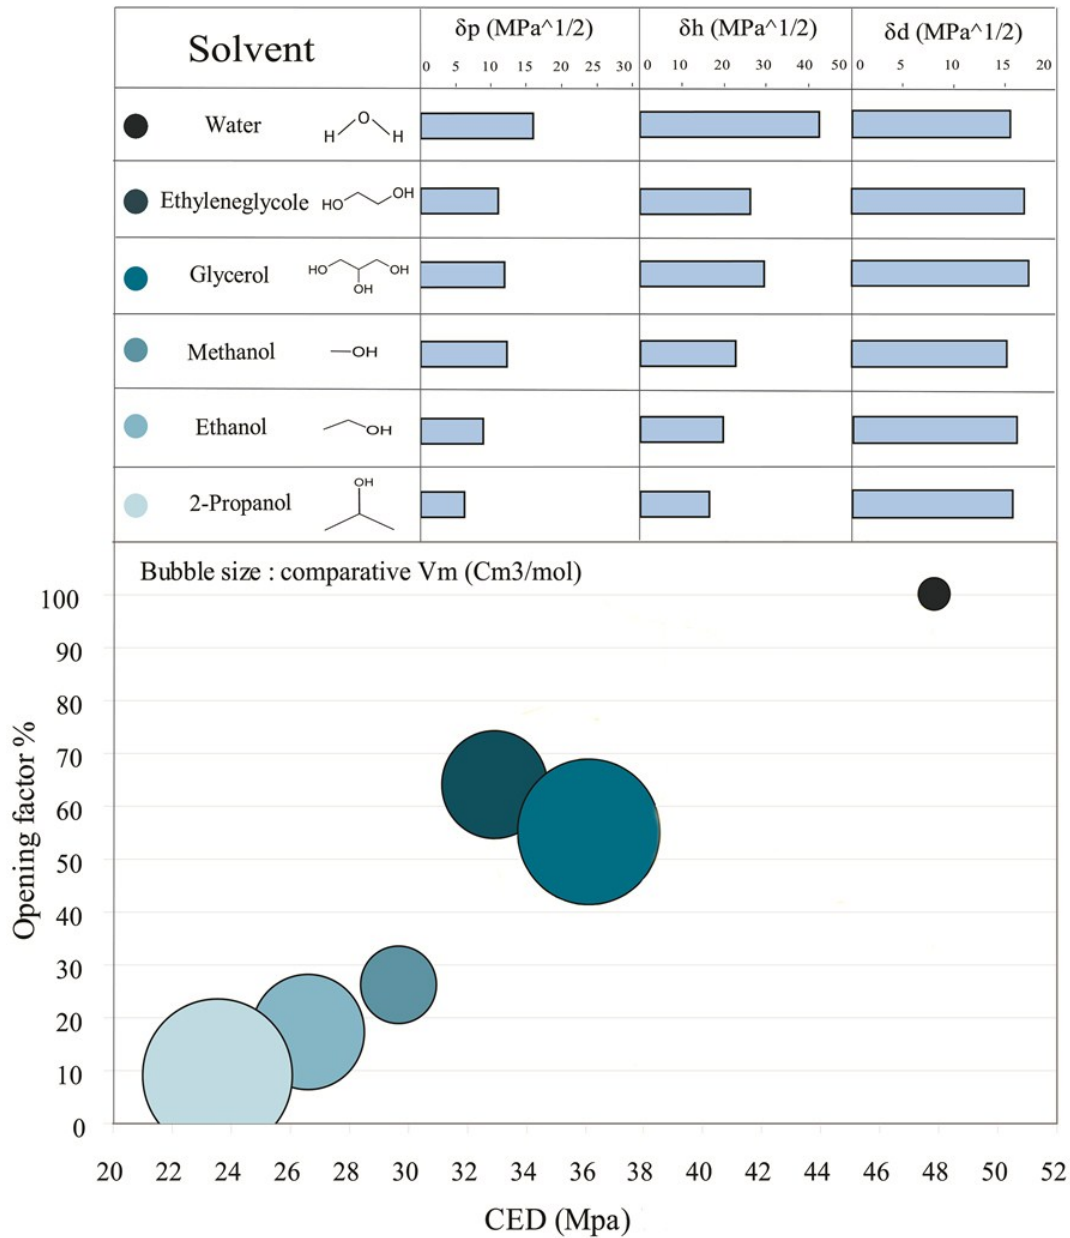 Solvent
δp (MPa^1/2)
δh (MPa^1/2)
δd (MPa^1/2)
0 5 10 15 20 25 30
0 10 20 30 40 50
0 5 10 15 20
Water
O
H H
Ethyleneglycole
HO OH
Glycerol
HO OH
OH
Methanol
OH
Ethanol
OH
2-Propanol
OH
Bubble size : comparative Vm (Cm3/mol)
Opening factor %
100
90
80
70
60
50
40
30
20
10
0
20 22 24 26 28 30 32 34 36 38 40 42 44 46 48 50 52
CED (Mpa)